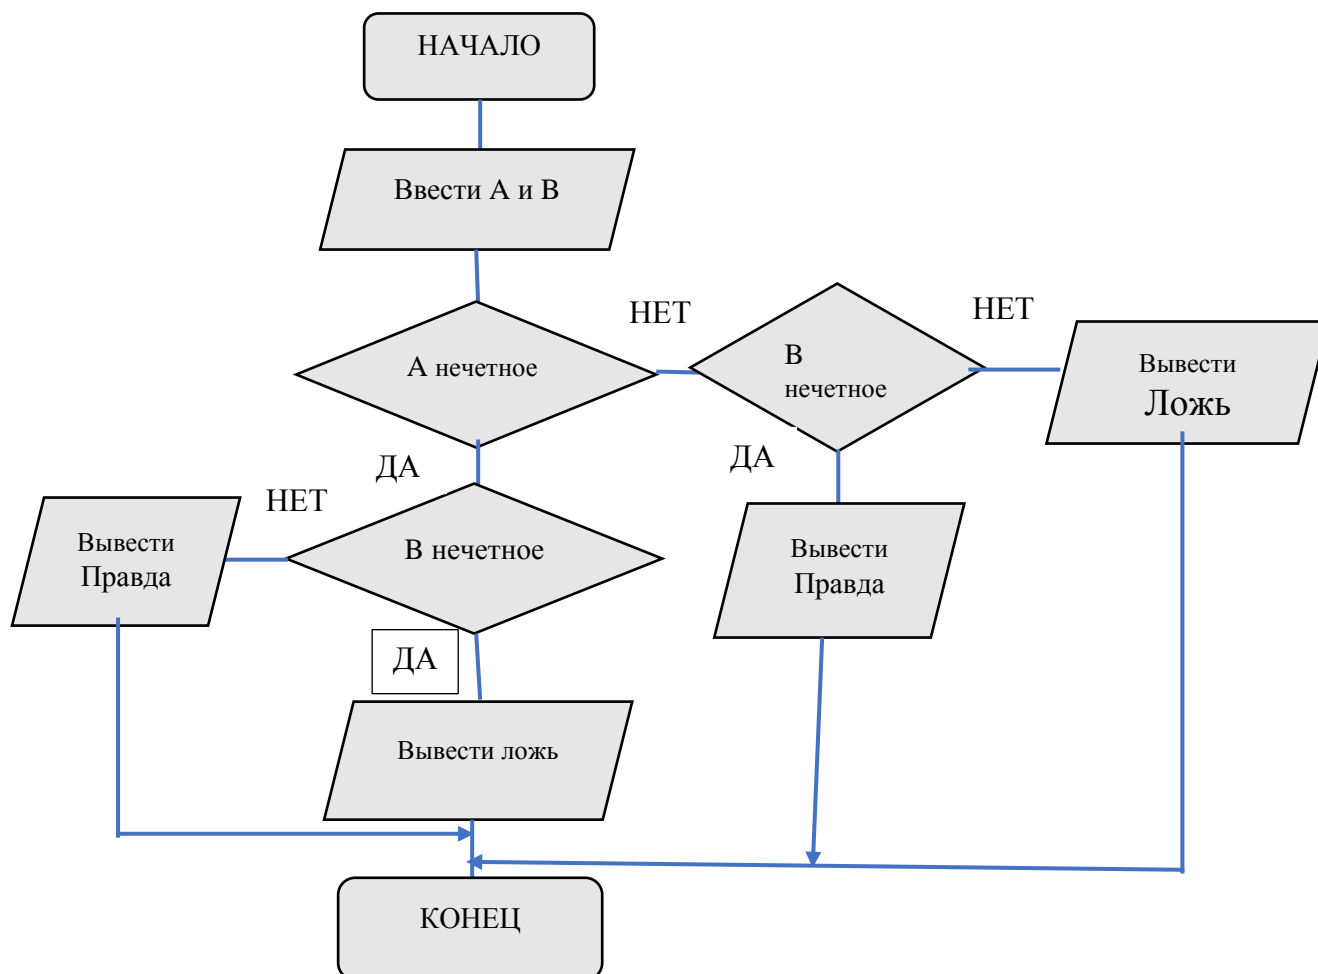 НАЧАЛО
Ввести А и В
НЕТ
НЕТ
А нечетное
В
нечетное
Вывести
Ложь
ДА
ДА
НЕТ
Вывести
Правда
В нечетное
Вывести
Правда
ДА
Вывести ложь
КОНЕЦ